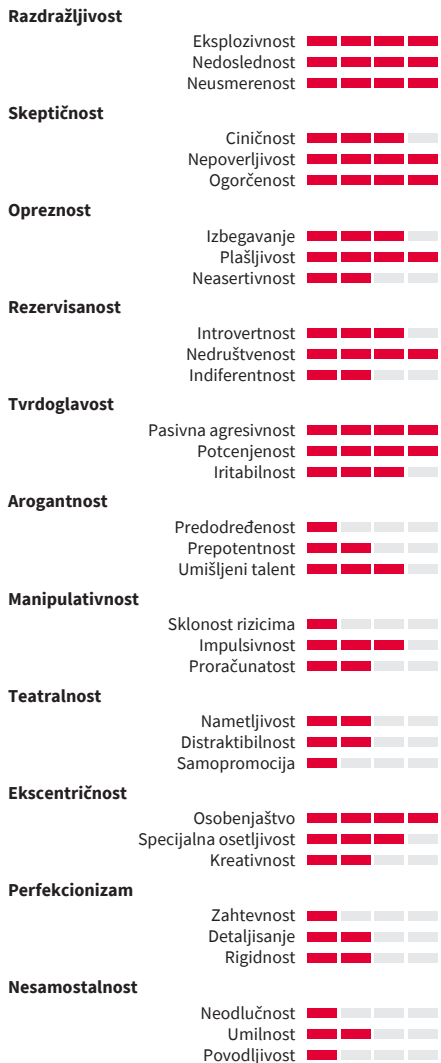 Razdražljivost
Eksplozivnost
Nedoslednost
Neusmerenost
Skeptičnost
Ciničnost
Nepoverljivost
Ogorčenost
Opreznost
Izbegavanje
Plašljivost
Neasertivnost
Rezervisanost
Introvertnost
Nedruštvenost
Indiferentnost
Tvrdoglavost
Pasivna agresivnost
Potcenjenost
Iritabilnost
Arogantnost
Predodređenost
Prepotentnost
Umišljeni talent
Manipulativnost
Sklonost rizicima
Impulsivnost
Proračunatost
Teatralnost
Nametljivost
Distraktibilnost
Samopromocija
Ekscentričnost
Osobenjaštvo
Specijalna osetljivost
Kreativnost
Perfekcionizam
Zahtevnost
Detaljisanje
Rigidnost
Nesamostalnost
Neodlučnost
Umilnost
Povodljivost